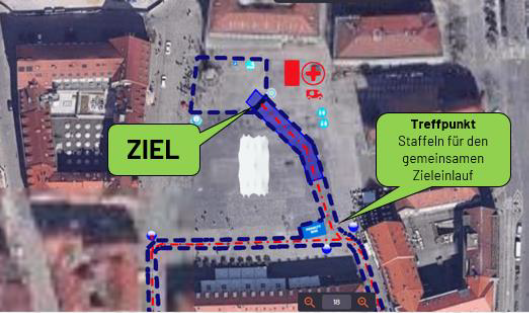 ZIEL
Treffpunkt
Staffeln für den
gemeinsamen
Zieleinlauf
18